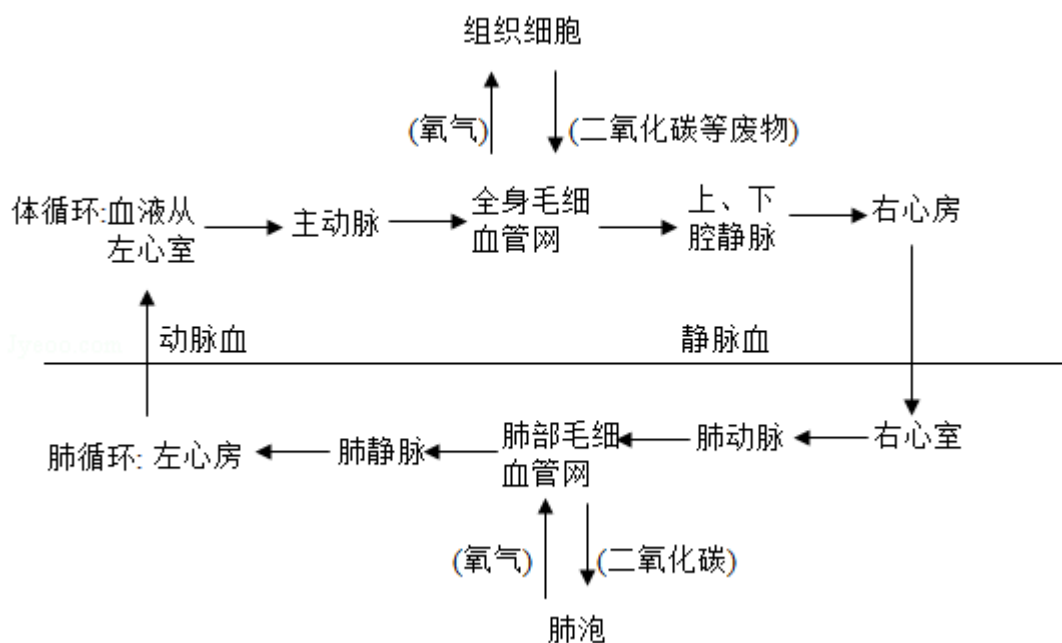 组织细胞
(氧气)
(二氧化碳等废物)
体循环:血液从
左心室
主动脉
全身毛细
血管网
上、下
腔静脉
右心房
动脉血
静脉血
肺循环: 左心房
肺静脉
肺部毛细
血管网
肺动脉
右心室
(氧气)
(二氧化碳)
肺泡